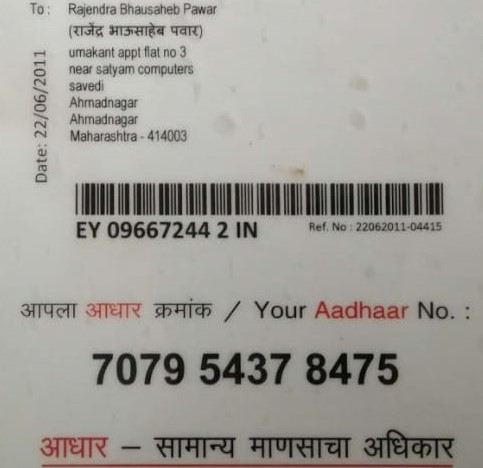 To: Rajendra Bhausaheb Pawar
(राजेंद्र भाऊसाहेब पवार)
umakant appt flat no 3
near satyam computers
savedi
Ahmadnagar
Ahmadnagar
Maharashtra - 414003
Date: 22/06/2011
EY 09667244 2 IN
Ref. No : 22062011-04415
आपला आधार क्रमांक / Your Aadhaar No. :
7079 5437 8475
आधार – सामान्य माणसाचा अधिकार